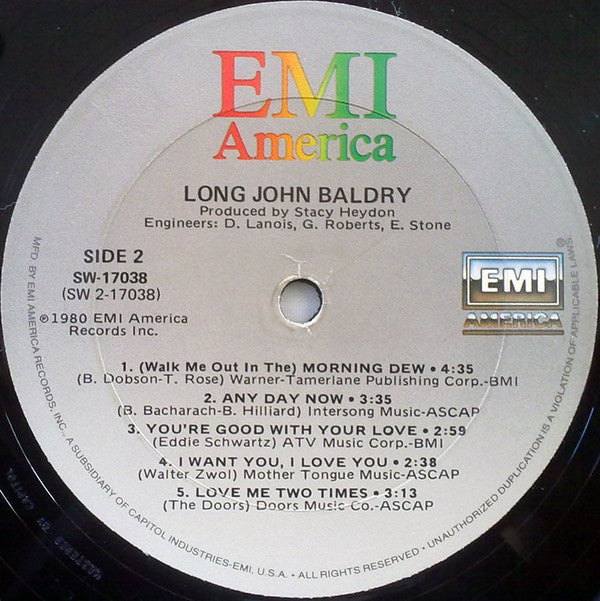 EMI
America
LONG JOHN BALDRY
Produced by Stacy Heydon
Engineers: D. Lanois, G. Roberts, E. Stone
SIDE 2
SW-17038
(SW 2-17038)
℗1980 EMI America
Records Inc.
EMI
AMERICA
®
1. (Walk Me Out In The) MORNING DEW • 4:35
(B. Dobson-T. Rose) Warner-Tamerlane Publishing Corp.-BMI
2. ANY DAY NOW • 3:35
(B. Bacharach-B. Hilliard) Intersong Music-ASCAP
3. YOU'RE GOOD WITH YOUR LOVE • 2:59
(Eddie Schwartz) ATV Music Corp.-BMI
4. I WANT YOU, I LOVE YOU • 2:38
(Walter Zwol) Mother Tongue Music-ASCAP
5. LOVE ME TWO TIMES • 3:13
(The Doors) Doors Music Co.-ASCAP
MFD. BY EMI AMERICA RECORDS, INC., A SUBSIDIARY OF CAPITOL INDUSTRIES-EMI, U.S.A. • ALL RIGHTS RESERVED • UNAUTHORIZED DUPLICATION IS A VIOLATION OF APPLICABLE LAWS.
MASTERED BY CAPITOL